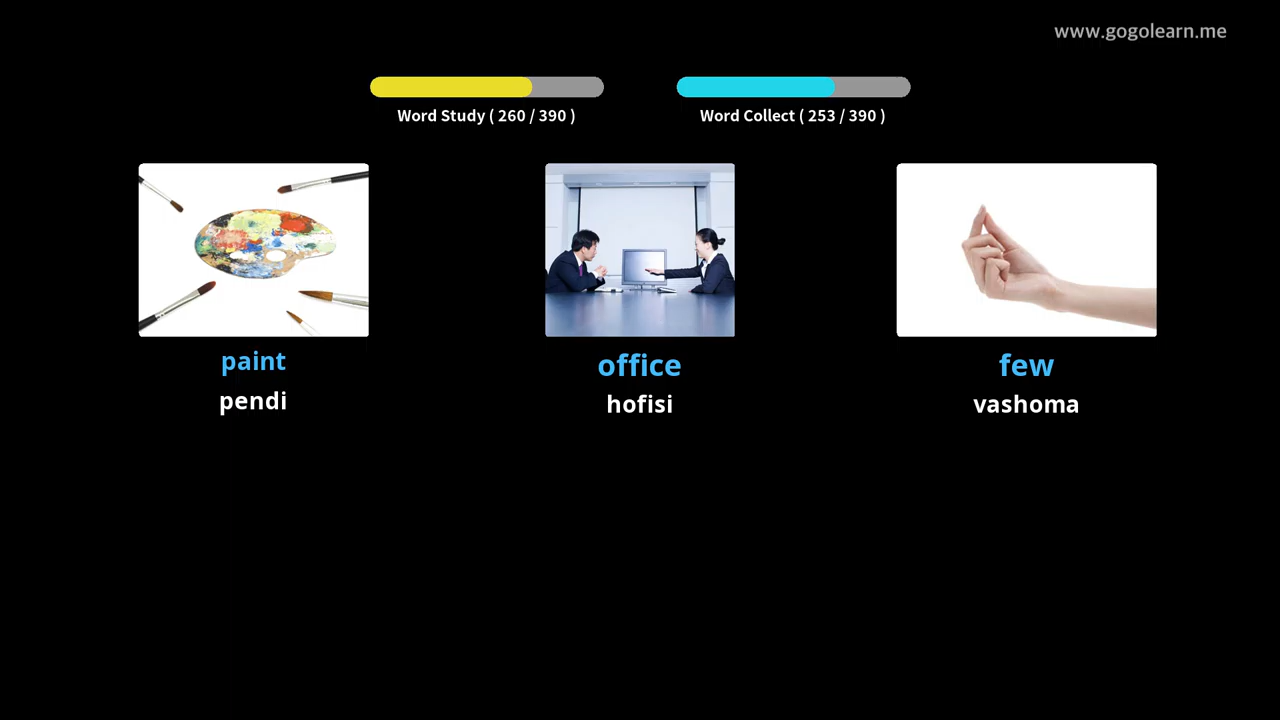 www.gogolearn.me
Word Study ( 260 / 390 )
Word Collect ( 253 / 390 )
paint
pendi
office
hofisi
few
vashoma